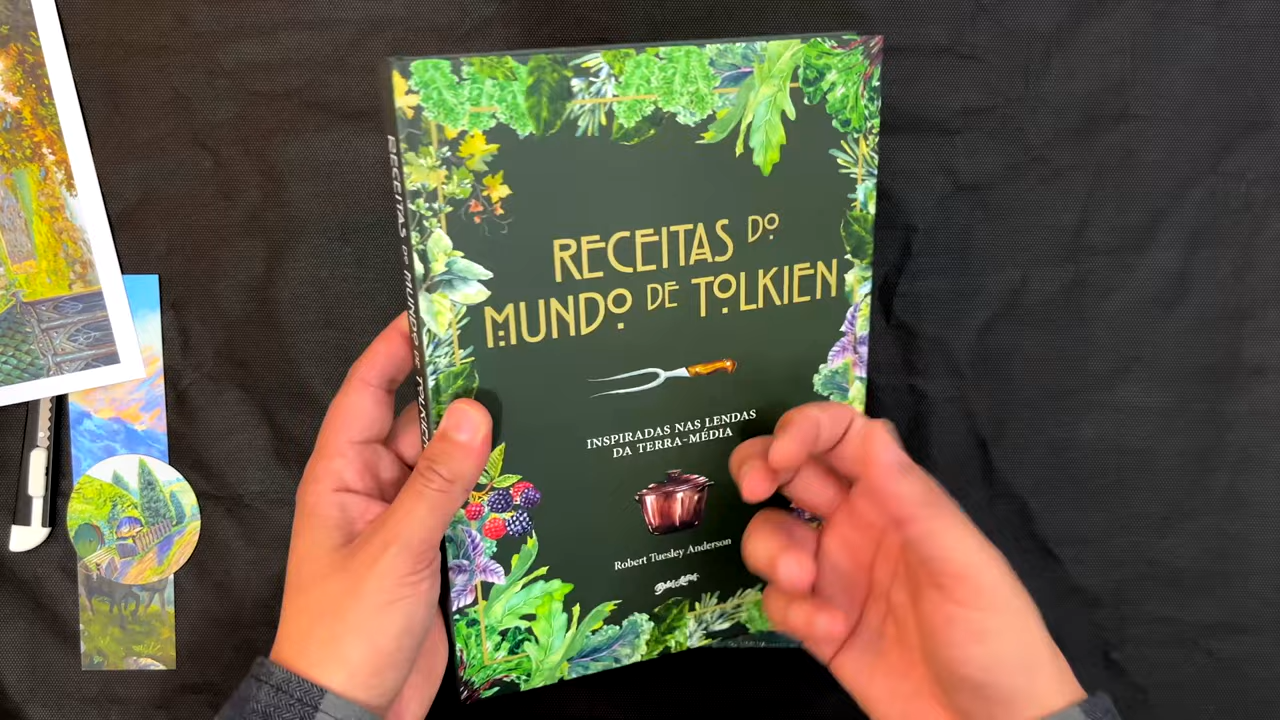 RECEITAS DO
MUNDO DE TOLKIEN
INSPIRADAS NAS LENDAS
DA TERRA-MÉDIA
Robert Tuesley Anderson
RECEITAS DO MUNDO DE TOLKIEN